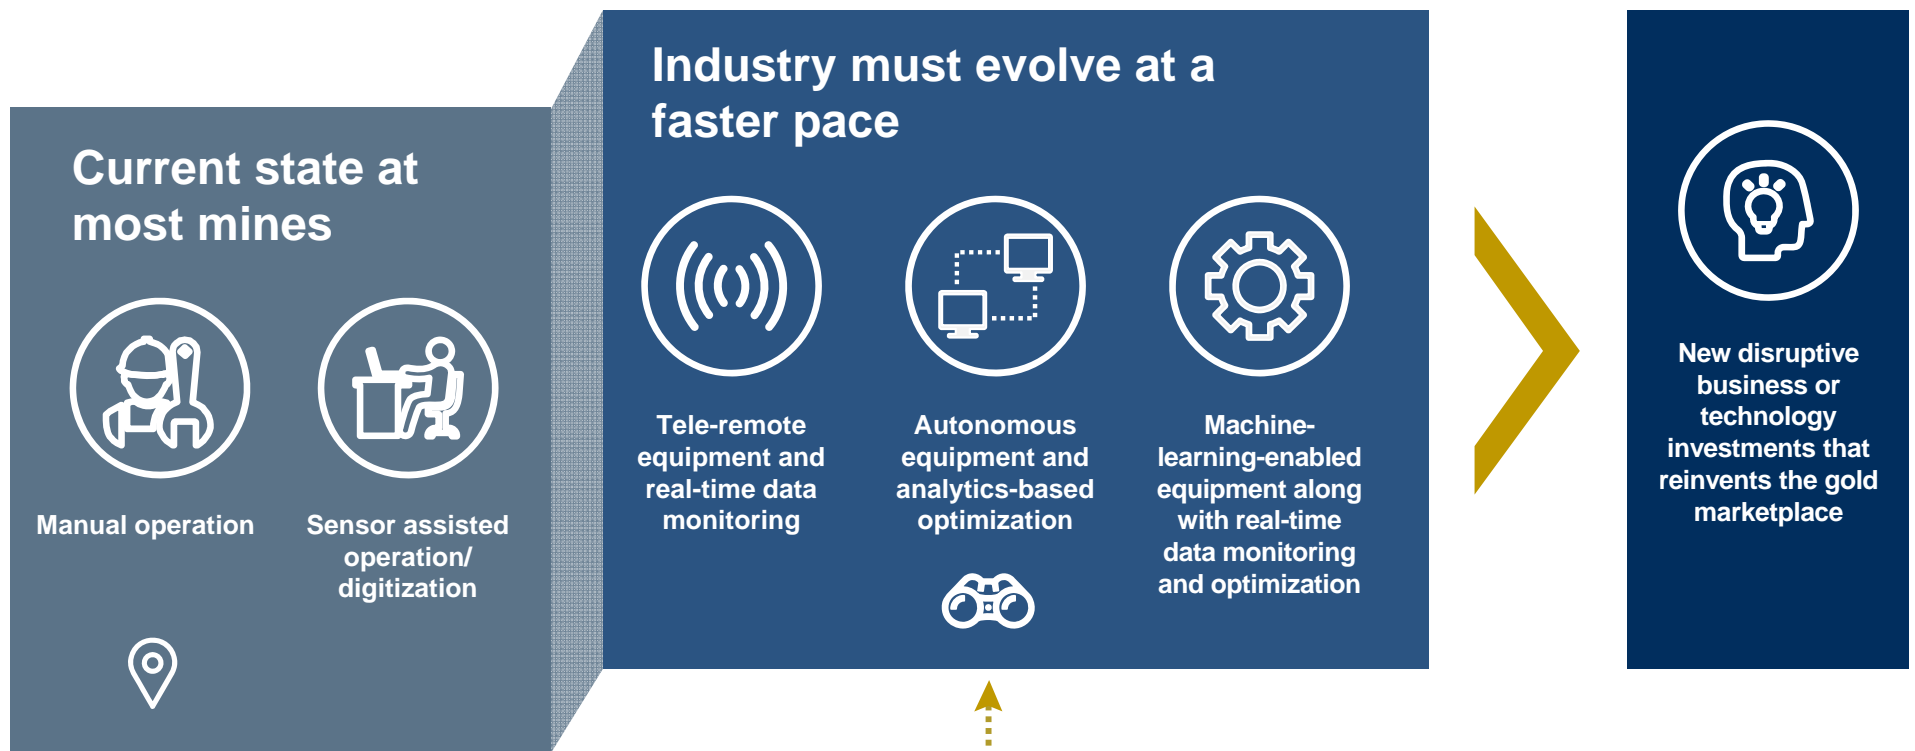 Current state at
most mines
Manual operation
Sensor assisted
operation/
digitization
Industry must evolve at a
faster pace
Tele-remote
equipment and
real-time data
monitoring
Autonomous
equipment and
analytics-based
optimization
Machine-
learning-enabled
equipment along
with real-time
data monitoring
and optimization
New disruptive
business or
technology
investments that
reinvents the gold
marketplace